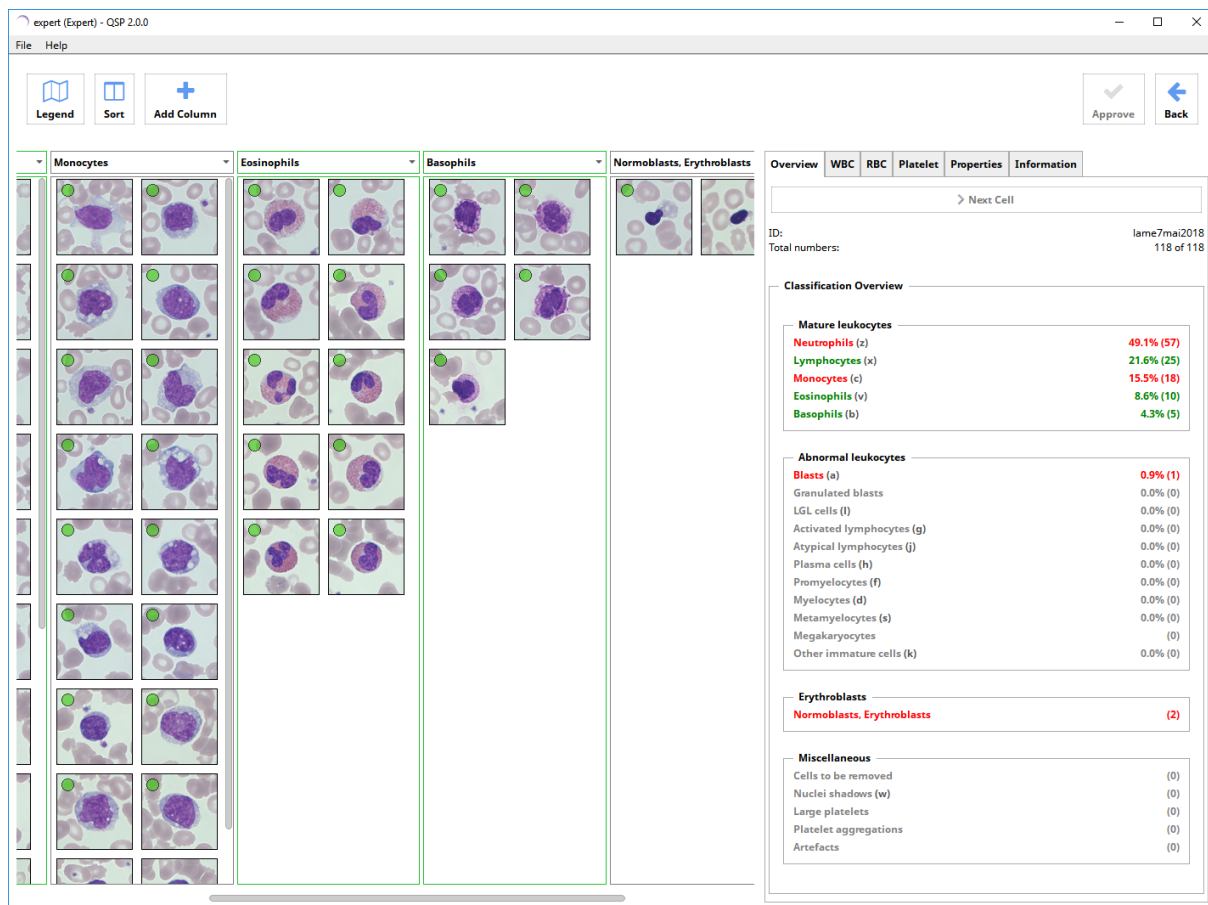 expert (Expert) - QSP 2.0.0
File Help
Legend Sort Add Column Approve Back
Monocytes Eosinophils Basophils Normoblasts, Erythroblasts
Overview WBC RBC Platelet Properties Information
Next Cell
ID: lame7mai2018
Total numbers: 118 of 118
Classification Overview
Mature leukocytes
Neutrophils (z) 49.1% (57)
Lymphocytes (x) 21.6% (25)
Monocytes (c) 15.5% (18)
Eosinophils (v) 8.6% (10)
Basophils (b) 4.3% (5)
Abnormal leukocytes
Blasts (a) 0.9% (1)
Granulated blasts 0.0% (0)
LGL cells (l) 0.0% (0)
Activated lymphocytes (g) 0.0% (0)
Atypical lymphocytes (j) 0.0% (0)
Plasma cells (h) 0.0% (0)
Promyelocytes (f) 0.0% (0)
Myelocytes (d) 0.0% (0)
Metamyelocytes (s) 0.0% (0)
Megakaryocytes (0)
Other immature cells (k) 0.0% (0)
Erythroblasts
Normoblasts, Erythroblasts (2)
Miscellaneous
Cells to be removed (0)
Nuclei shadows (w) (0)
Large platelets (0)
Platelet aggregations (0)
Artefacts (0)